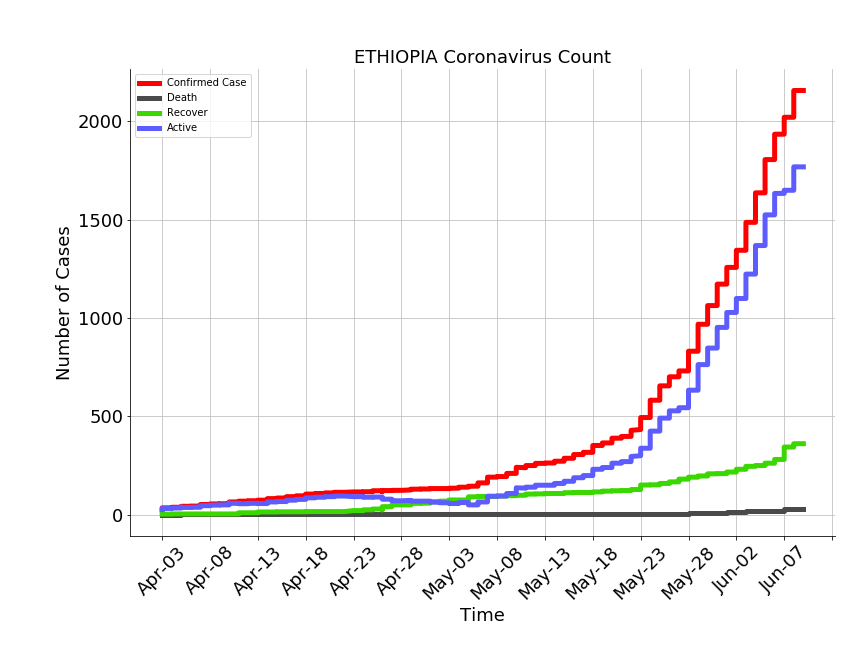 ETHIOPIA Coronavirus Count
Confirmed Case
Death
Recover
Active
Number of Cases
2000
1500
1000
500
0
Apr-03
Apr-08
Apr-13
Apr-18
Apr-23
Apr-28
May-03
May-08
May-13
May-18
May-23
May-28
Jun-02
Jun-07
Time